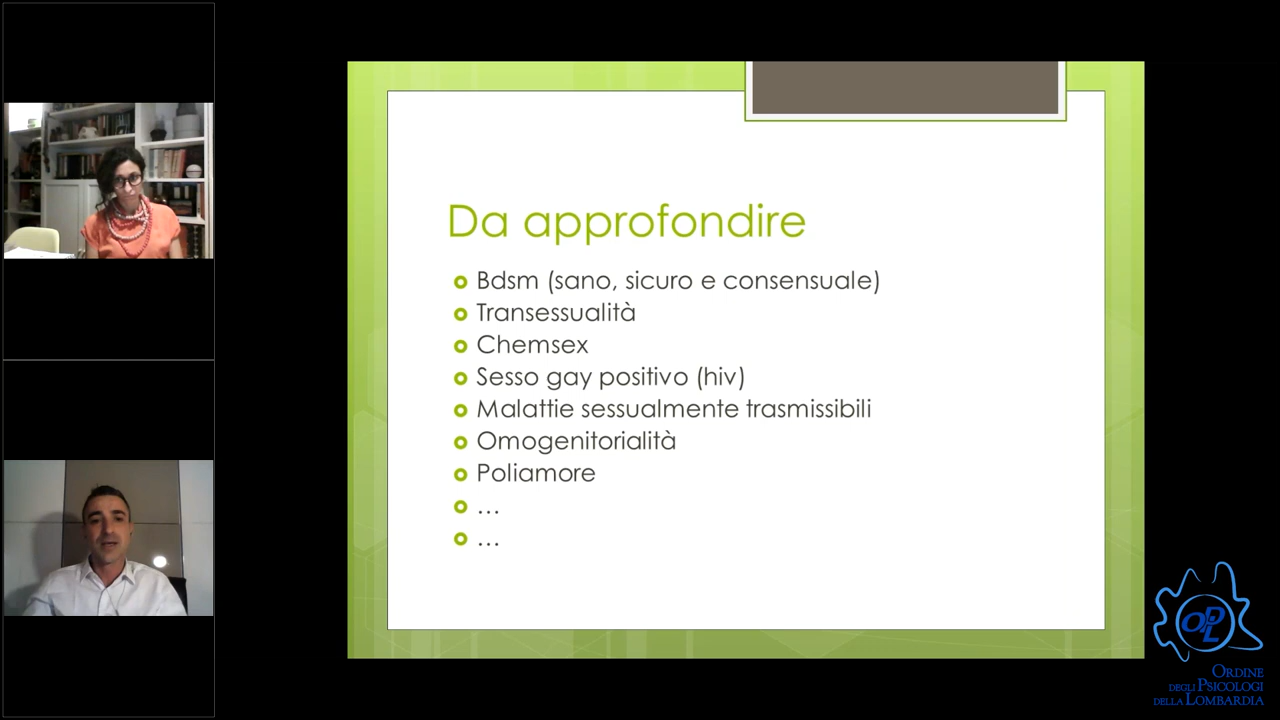 Da approfondire
Bdsm (sano, sicuro e consensuale)
Transessualità
Chemsex
Sesso gay positivo (hiv)
Malattie sessualmente trasmissibili
Omogenitorialità
Poliamore
…
…
OPL
ORDINE
DEGLI PSICOLOGI
DELLA LOMBARDIA